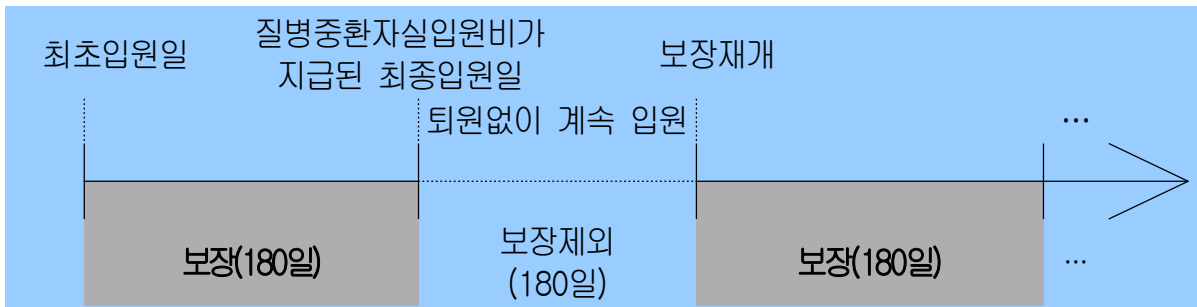 최초입원일
질병중환자실입원비가
지급된 최종입원일
보장재개
퇴원없이 계속 입원
…
보장(180일)
보장제외
(180일)
보장(180일)
…